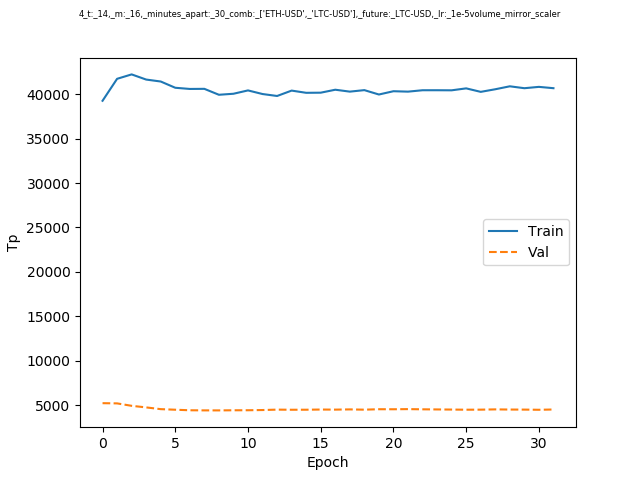 4_t:_14,_m:_16,_minutes_apart:_30_comb:_['ETH-USD',_'LTC-USD'],_future:_LTC-USD,_lr:_1e-5volume_mirror_scaler
40000
35000
30000
25000
20000
15000
10000
5000
Tp
Train
Val
0 5 10 15 20 25 30
Epoch